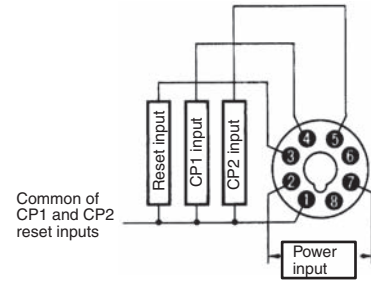 Reset input
CP1 input
CP2 input
4
5
3
6
2
7
1
8
Common of
CP1 and CP2
reset inputs
Power
input